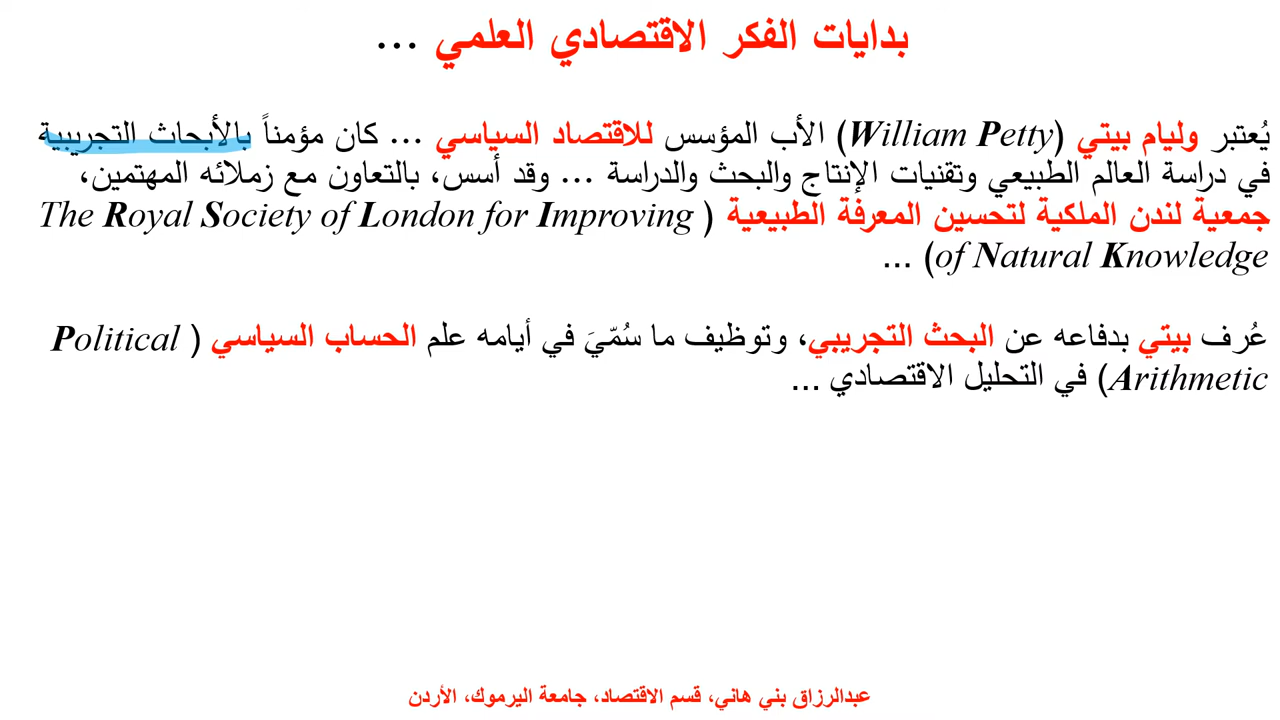 بدايات الفكر الاقتصادي العلمي ...
يُعتبر وليام بيتي (William Petty) الأب المؤسس للاقتصاد السياسي ... كان مؤمناً بالأبحاث التجريبية
في دراسة العالم الطبيعي وتقنيات الإنتاج والبحث والدراسة ... وقد أسس، بالتعاون مع زملائه المهتمين،
جمعية لندن الملكية لتحسين المعرفة الطبيعية (The Royal Society of London for Improving
of Natural Knowledge) ...
عُرف بيتي بدفاعه عن البحث التجريبي، وتوظيف ما سُمّيَ في أيامه علم الحساب السياسي (Political
Arithmetic) في التحليل الاقتصادي ...
عبدالرزاق بني هاني، قسم الاقتصاد، جامعة اليرموك، الأردن